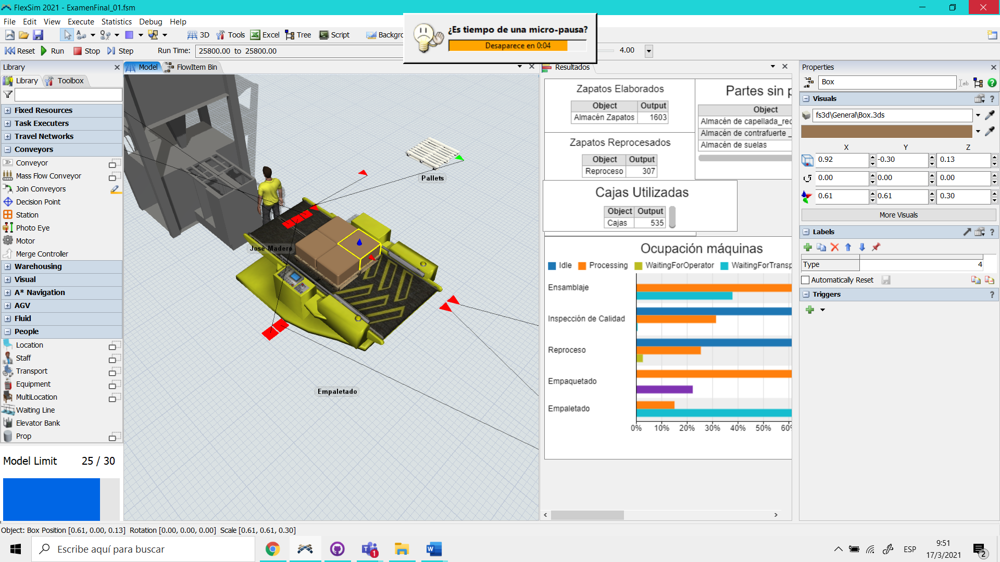 FlexSim 2021 - ExamenFinal_01.fsm
File Edit View Execute Statistics Debug Help
3D Tools Excel Tree Script Backgro
¿Es tiempo de una micro-pausa?
Desaparece en 0:04
Reset Run Stop Step Run Time: 25800.00 to 25800.00 4.00
Library
Library Toolbox
Fixed Resources
Task Executers
Travel Networks
Conveyors
Conveyor
Mass Flow Conveyor
Join Conveyors
Decision Point
Station
Photo Eye
Motor
Merge Controller
Warehousing
Visual
A* Navigation
AGV
Fluid
People
Location
Staff
Transport
Equipment
MultiLocation
Waiting Line
Elevator Bank
Prop
Model Limit 25 / 30
Model FlowItem Bin
Pallets
José Madero
Empaletado
Resultados
Zapatos Elaborados
Object Output
Almacén Zapatos 1603
Zapatos Reprocesados
Object Output
Reproceso 307
Partes sin p
Object
Almacén de capellada_rec
Almacén de contrafuerte _
Almacén de suelas
Cajas Utilizadas
Object Output
Cajas 535
Ocupación máquinas
Idle Processing WaitingForOperator WaitingForTransp
Ensamblaje
Inspección de Calidad
Reproceso
Empaquetado
Empaletado
0% 10% 20% 30% 40% 50% 60%
Properties
Box
Visuals
fs3d\General\Box.3ds
X Y Z
0.92 -0.30 0.13
0.00 0.00 0.00
0.61 0.61 0.30
More Visuals
Labels
Type 4
Automatically Reset
Triggers
Object: Box Position [0.61, 0.00, 0.13] Rotation [0.00, 0.00, 0.00] Scale [0.61, 0.61, 0.30]
Escribe aquí para buscar
1
ESP
9:51
17/3/2021
2